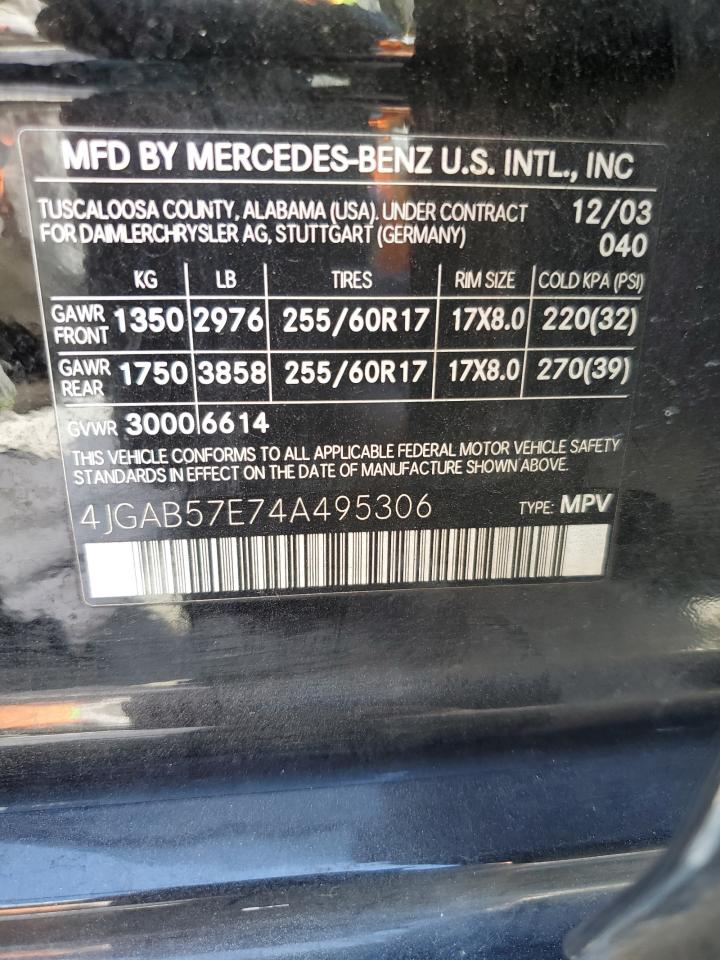 MFD BY MERCEDES-BENZ U.S. INTL., INC
TUSCALOOSA COUNTY, ALABAMA (USA). UNDER CONTRACT 12/03
FOR DAIMLERCHRYSLER AG, STUTTGART (GERMANY) 040
KG LB TIRES RIM SIZE COLD KPA (PSI)
GAWR FRONT 1350 2976 255/60R17 17X8.0 220(32)
GAWR REAR 1750 3858 255/60R17 17X8.0 270(39)
GVWR 3000 6614
THIS VEHICLE CONFORMS TO ALL APPLICABLE FEDERAL MOTOR VEHICLE SAFETY
STANDARDS IN EFFECT ON THE DATE OF MANUFACTURE SHOWN ABOVE.
4JGAB57E74A495306 TYPE: MPV